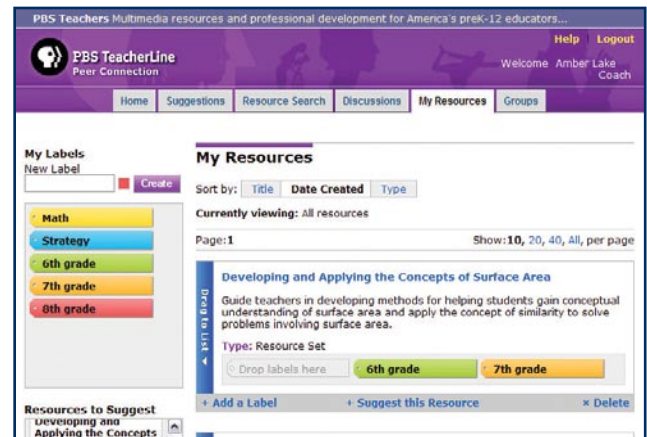 PBS Teachers Multimedia resources and professional development for America's preK-12 educators...
Help Logout
PBS TeacherLine
Peer Connection
Welcome Amber Lake
Coach
Home Suggestions Resource Search Discussions My Resources Groups
My Labels
New Label
Create
Math
Strategy
6th grade
7th grade
8th grade
Resources to Suggest
Developing and
Applying the Concepts
My Resources
Sort by: Title Date Created Type
Currently viewing: All resources
Page:1 Show:10, 20, 40, All, per page
Drag to List
Developing and Applying the Concepts of Surface Area
Guide teachers in developing methods for helping students gain conceptual
understanding of surface area and apply the concept of similarity to solve
problems involving surface area.
Type: Resource Set
Drop labels here 6th grade 7th grade
+ Add a Label + Suggest this Resource × Delete